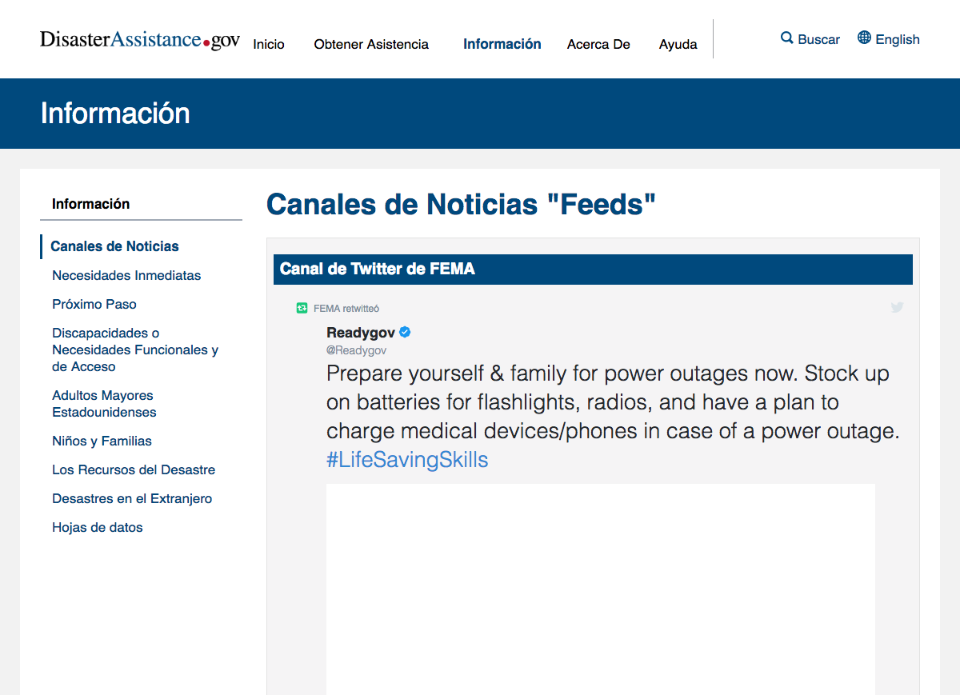 DisasterAssistance.gov
Inicio
Obtener Asistencia
Información
Acerca De
Ayuda
Buscar
English
Información
Información
Canales de Noticias
Necesidades Inmediatas
Próximo Paso
Discapacidades o
Necesidades Funcionales y
de Acceso
Adultos Mayores
Estadounidenses
Niños y Familias
Los Recursos del Desastre
Desastres en el Extranjero
Hojas de datos
Canales de Noticias "Feeds"
Canal de Twitter de FEMA
FEMA retwitteó
Readygov
@Readygov
Prepare yourself & family for power outages now. Stock up
on batteries for flashlights, radios, and have a plan to
charge medical devices/phones in case of a power outage.
#LifeSavingSkills